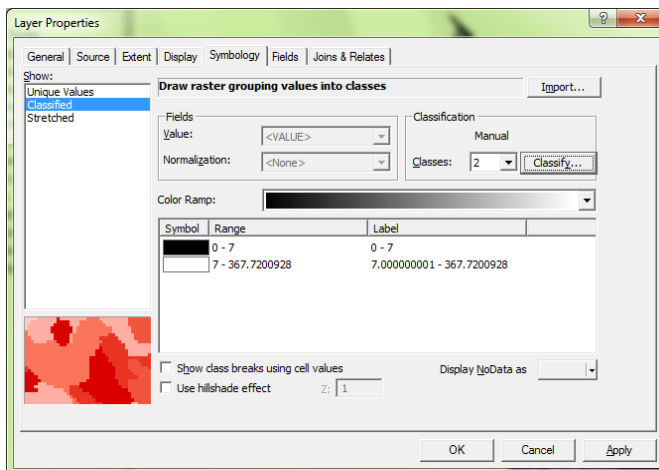 Layer Properties
General Source Extent Display Symbology Fields Joins & Relates
Show:
Unique Values
Classified
Stretched
Draw raster grouping values into classes
Import...
Fields
Value:
<VALUE>
Normalization:
<None>
Classification
Manual
Classes:
2
Classify...
Color Ramp:
Symbol Range Label
0 - 7 0 - 7
7 - 367.7200928 7.000000001 - 367.7200928
Show class breaks using cell values
Display NoData as
Use hillshade effect
Z: 1
OK Cancel Apply